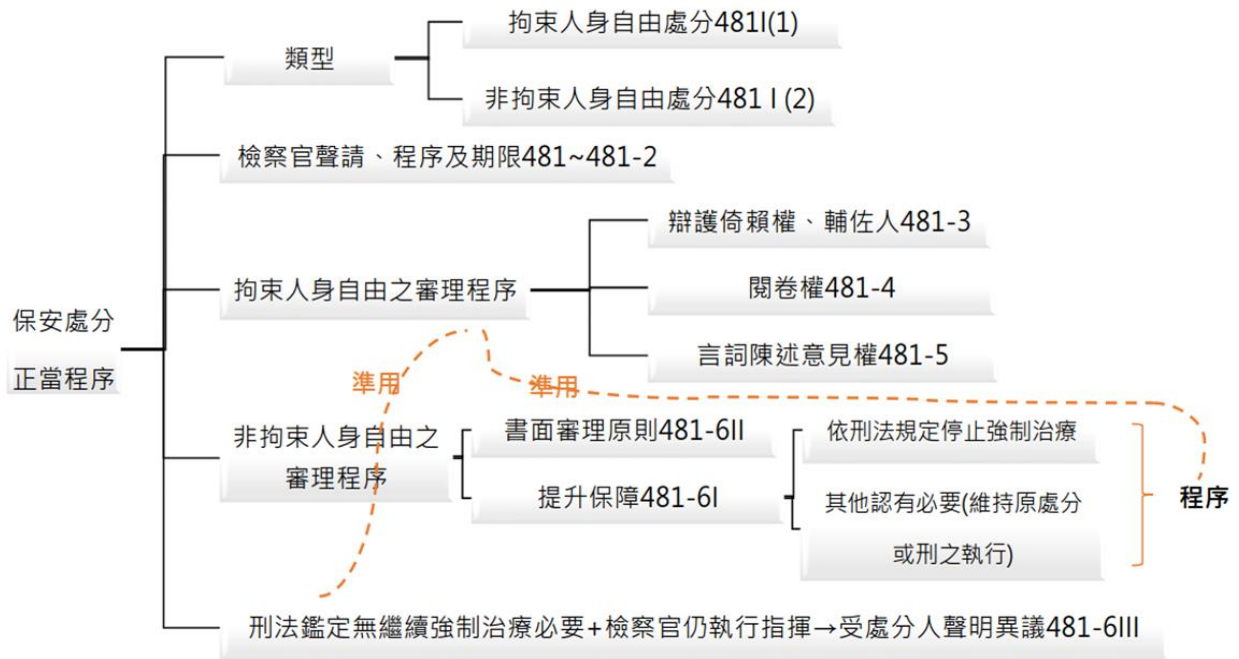 保安處分
正當程序
類型
拘束人身自由處分481I(1)
非拘束人身自由處分481 I (2)
檢察官聲請、程序及期限481~481-2
拘束人身自由之審理程序
辯護倚賴權、輔佐人481-3
閱卷權481-4
言詞陳述意見權481-5
準用
準用
非拘束人身自由之
審理程序
書面審理原則481-6II
提升保障481-6I
依刑法規定停止強制治療
其他認有必要(維持原處分
或刑之執行)
程序
刑法鑑定無繼續強制治療必要+檢察官仍執行指揮→受處分人聲明異議481-6III